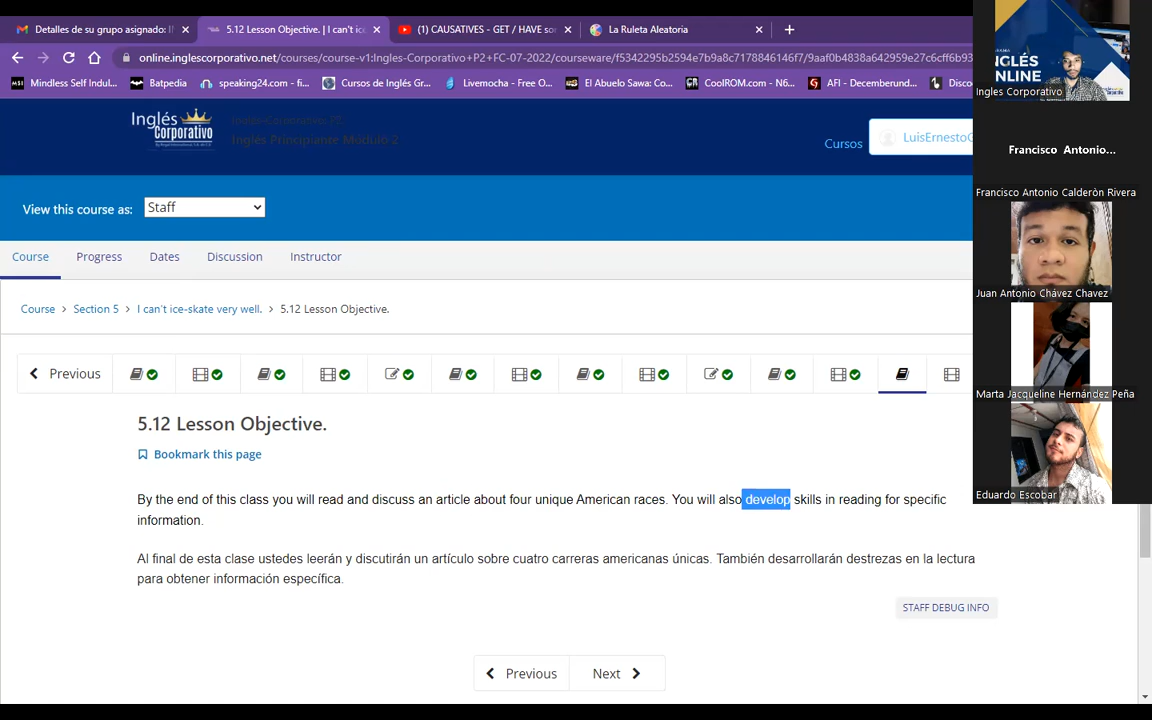 Detalles de su grupo asignado: I
5.12 Lesson Objective. | I can't ice
(1) CAUSATIVES - GET / HAVE so
La Ruleta Aleatoria
online.inglescorporativo.net/courses/course-v1:Ingles-Corporativo+P2+FC-07-2022/courseware/f5342295b2594e7b9a8c7178846146f7/9aaf0b4838a642959e27c6cff6b93
Mindless Self Indul...
Batpedia
speaking24.com – fi...
Cursos de Inglés Gr...
Livemocha - Free O...
El Abuelo Sawa: Co...
CoolROM.com - N6...
AFI - Decemberund...
Disco
NGLÉS
ONLINE
Ingles Corporativo
Inglés
Corporativo
Inglés Principiante Módulo 2
Cursos
LuisErnestoG
Francisco Antonio...
Francisco Antonio Calderòn Rivera
View this course as:
Staff
Course
Progress
Dates
Discussion
Instructor
Juan Antonio Chávez Chavez
Course > Section 5 > I can't ice-skate very well. > 5.12 Lesson Objective.
Previous
Marta Jacqueline Hernández Peña
5.12 Lesson Objective.
Bookmark this page
Eduardo Escobar
By the end of this class you will read and discuss an article about four unique American races. You will also develop skills in reading for specific
information.
Al final de esta clase ustedes leerán y discutirán un artículo sobre cuatro carreras americanas únicas. También desarrollarán destrezas en la lectura
para obtener información específica.
STAFF DEBUG INFO
Previous
Next